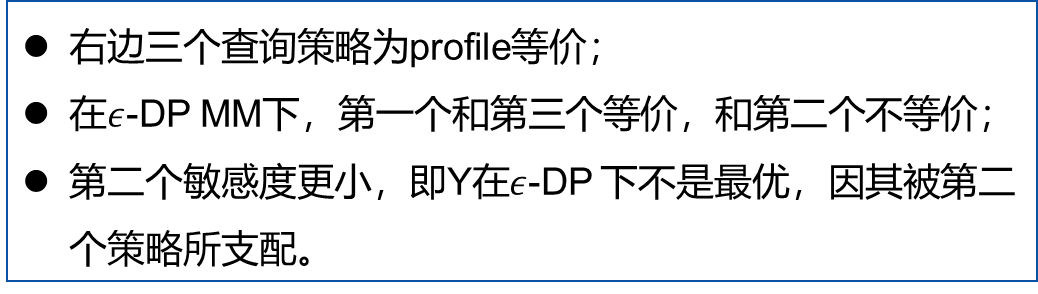 ● 右边三个查询策略为profile等价；
● 在ϵ-DP MM下，第一个和第三个等价，和第二个不等价；
● 第二个敏感度更小，即Y在ϵ-DP 下不是最优，因其被第二
个策略所支配。